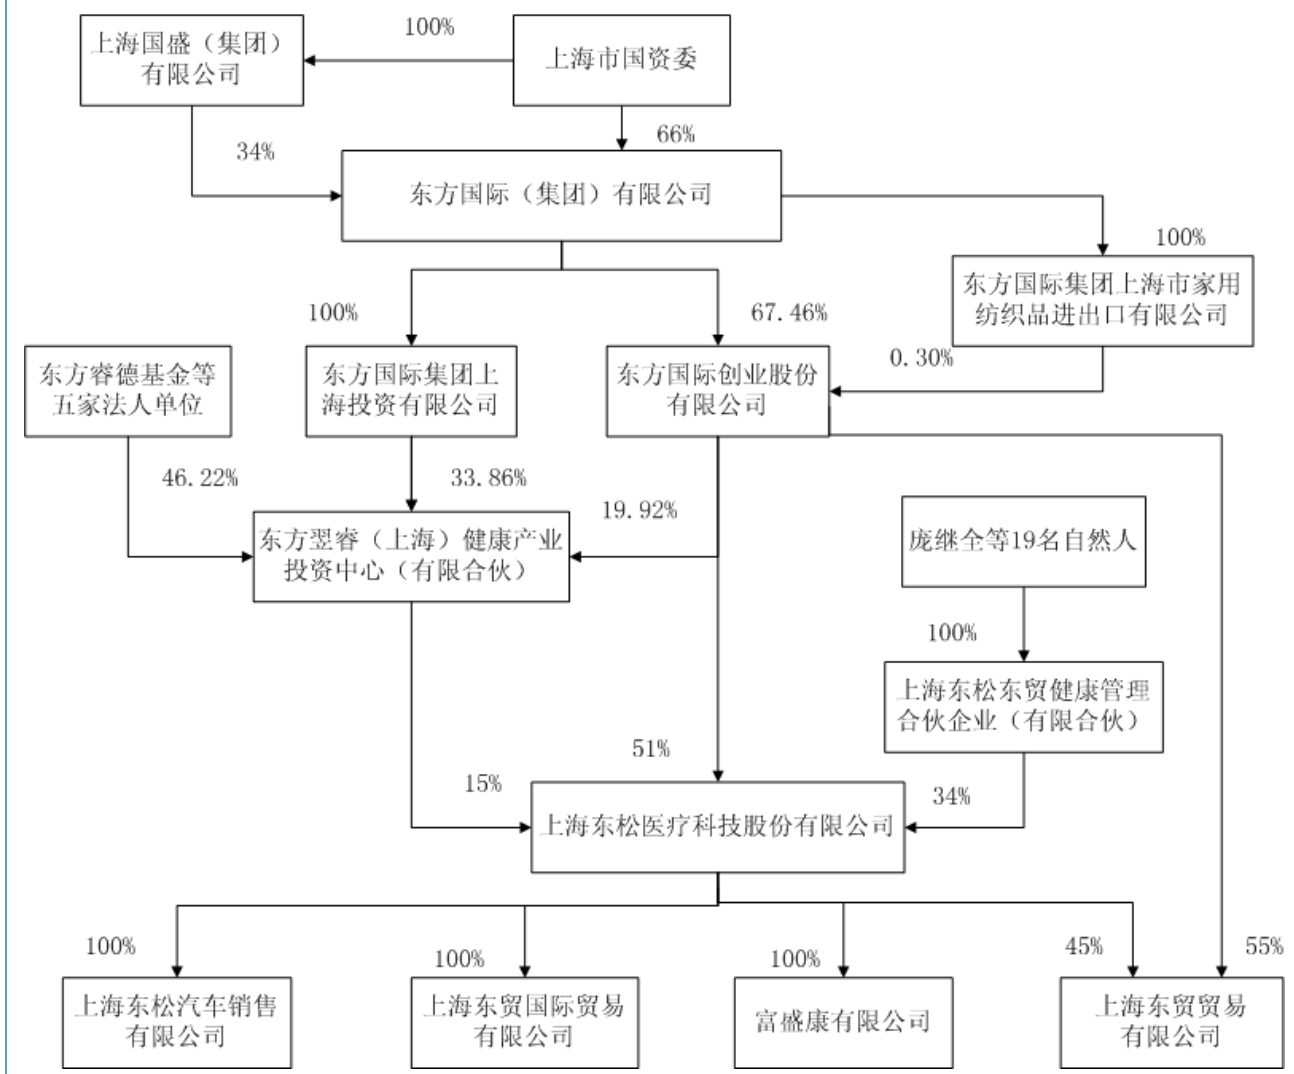 上海国盛（集团）
有限公司
100%
上海市国资委
34%
66%
东方国际（集团）有限公司
100%
东方国际集团上海市家用
纺织品进出口有限公司
100%
67.46%
0.30%
东方睿德基金等
五家法人单位
东方国际集团上
海投资有限公司
东方国际创业股份
有限公司
46.22%
33.86%
19.92%
东方翌睿（上海）健康产业
投资中心（有限合伙）
庞继全等19名自然人
100%
上海东松东贸健康管理
合伙企业（有限合伙）
51%
15%
34%
上海东松医疗科技股份有限公司
100%
100%
100%
45%
55%
上海东松汽车销售
有限公司
上海东贸国际贸易
有限公司
富盛康有限公司
上海东贸贸易
有限公司